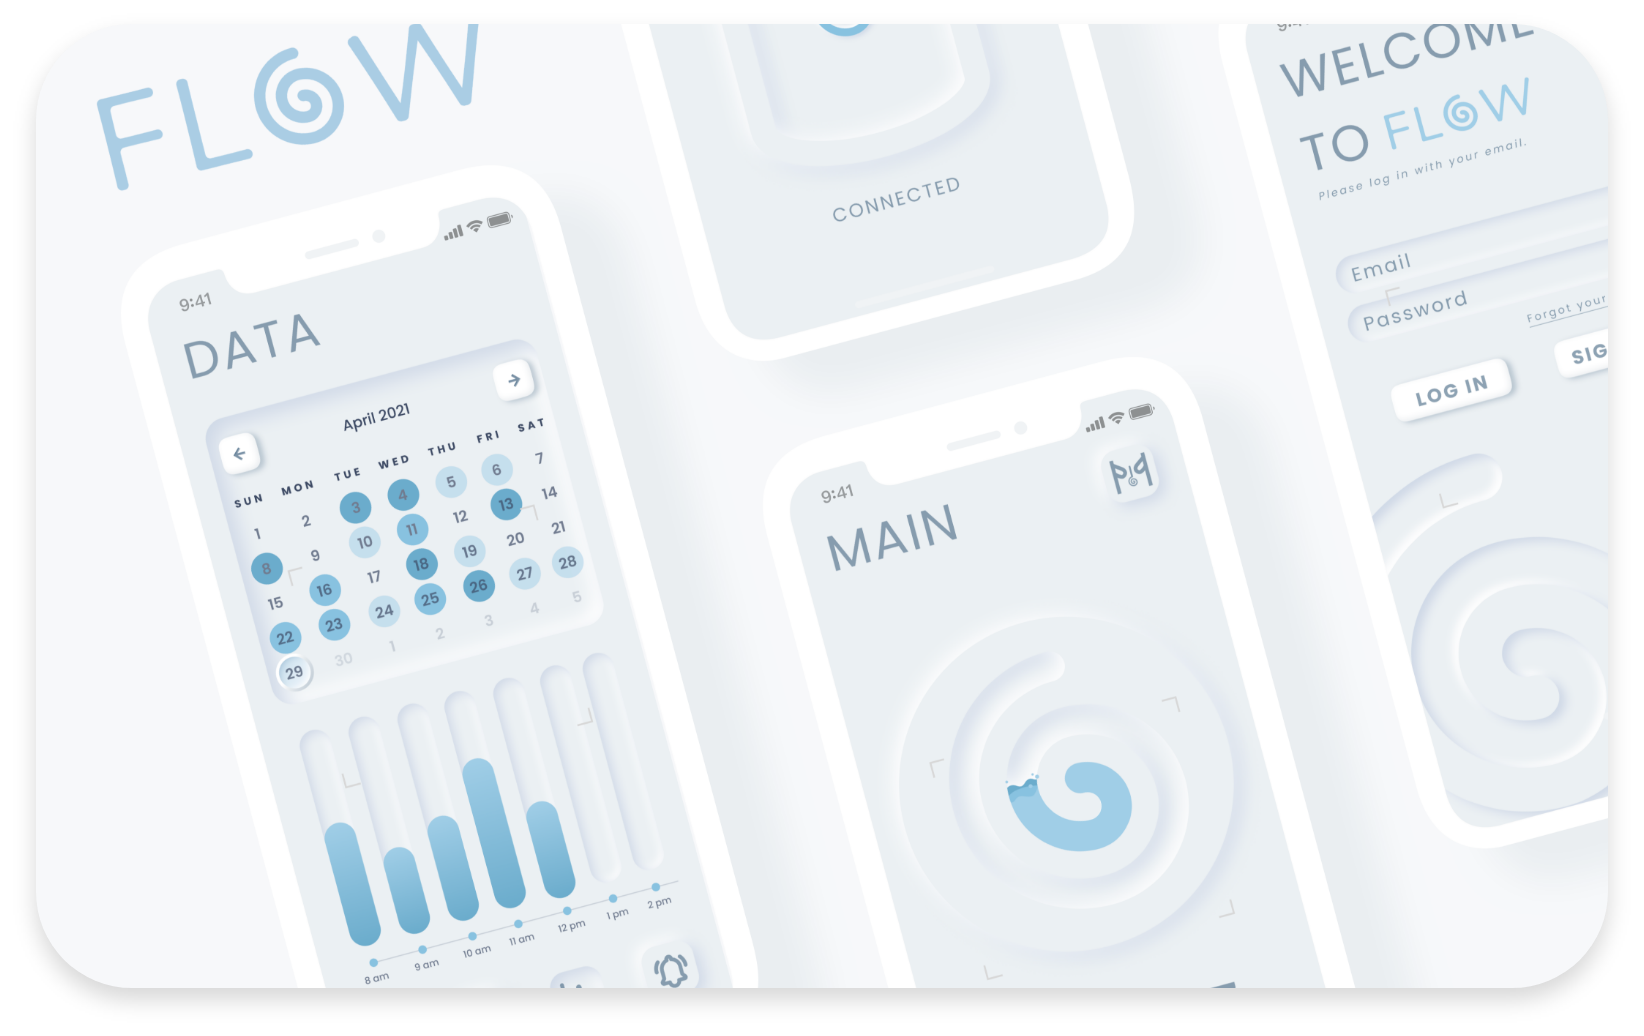 FLOW
9:41
DATA
April 2021
SUN MON TUE WED THU FRI SAT
1 2 3 4 5 6 7
8 9 10 11 12 13 14
15 16 17 18 19 20 21
22 23 24 25 26 27 28
29 30 1 2 3 4 5
8 am 9 am 10 am 11 am 12 pm 1 pm 2 pm
CONNECTED
9:41
MAIN
WELCOME
TO FLOW
Please log in with your email.
Email
Password
Forgot your
LOG IN